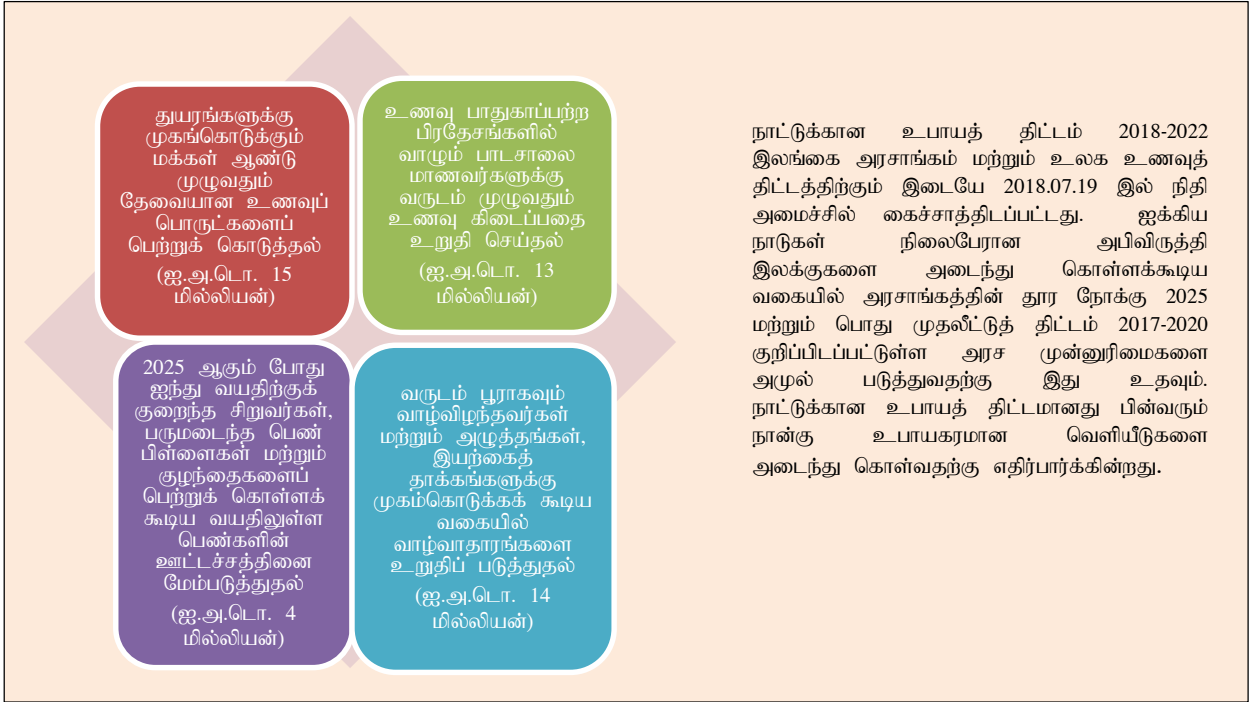 துயரங்களுக்கு
முகங்கொடுக்கும்
மக்கள் ஆண்டு
முழுவதும்
தேவையான உணவுப்
பொருட்களைப்
பெற்றுக் கொடுத்தல்
(ஐ.அ.டொ. 15
மில்லியன்)
உணவு பாதுகாப்பற்ற
பிரதேசங்களில்
வாழும் பாடசாலை
மாணவர்களுக்கு
வருடம் முழுவதும்
உணவு கிடைப்பதை
உறுதி செய்தல்
(ஐ.அ.டொ. 13
மில்லியன்)
2025 ஆகும் போது
ஐந்து வயதிற்குக்
குறைந்த சிறுவர்கள்,
பருமடைந்த பெண்
பிள்ளைகள் மற்றும்
குழந்தைகளைப்
பெற்றுக் கொள்ளக்
கூடிய வயதிலுள்ள
பெண்களின்
ஊட்டச்சத்தினை
மேம்படுத்துதல்
(ஐ.அ.டொ. 4
மில்லியன்)
வருடம் பூராகவும்
வாழ்விழந்தவர்கள்
மற்றும் அழுத்தங்கள்,
இயற்கைத்
தாக்கங்களுக்கு
முகம்கொடுக்கக் கூடிய
வகையில்
வாழ்வாதாரங்களை
உறுதிப் படுத்துதல்
(ஐ.அ.டொ. 14
மில்லியன்)
நாட்டுக்கான உபாயத் திட்டம் 2018-2022
இலங்கை அரசாங்கம் மற்றும் உலக உணவுத்
திட்டத்திற்கும் இடையே 2018.07.19 இல் நிதி
அமைச்சில் கைச்சாத்திடப்பட்டது. ஐக்கிய
நாடுகள் நிலைபேரான அபிவிருத்தி
இலக்குகளை அடைந்து கொள்ளக்கூடிய
வகையில் அரசாங்கத்தின் தூர நோக்கு 2025
மற்றும் பொது முதலீட்டுத் திட்டம் 2017-2020
குறிப்பிடப்பட்டுள்ள அரச முன்னுரிமைகளை
அமுல் படுத்துவதற்கு இது உதவும்.
நாட்டுக்கான உபாயத் திட்டமானது பின்வரும்
நான்கு உபாயகரமான வெளியீடுகளை
அடைந்து கொள்வதற்கு எதிர்பார்க்கின்றது.